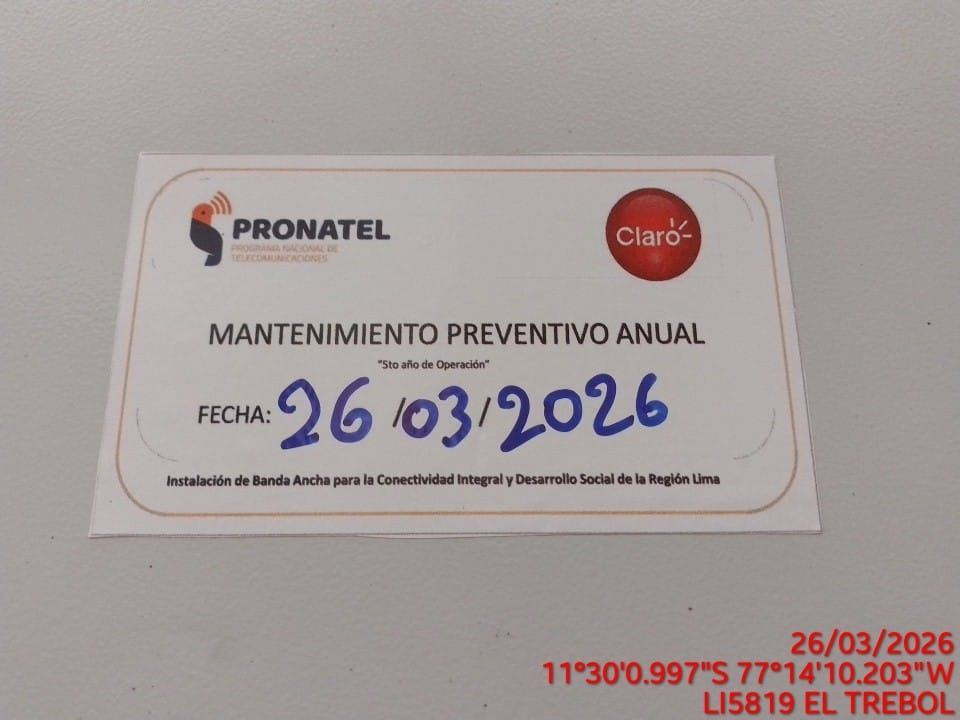 PRONATEL
PROGRAMA NACIONAL DE
TELECOMUNICACIONES
Claro
MANTENIMIENTO PREVENTIVO ANUAL
"5to año de Operación"
FECHA: 26/03/2026
Instalación de Banda Ancha para la Conectividad Integral y Desarrollo Social de la Región Lima
26/03/2026
11°30'0.997"S 77°14'10.203"W
LI5819 EL TREBOL